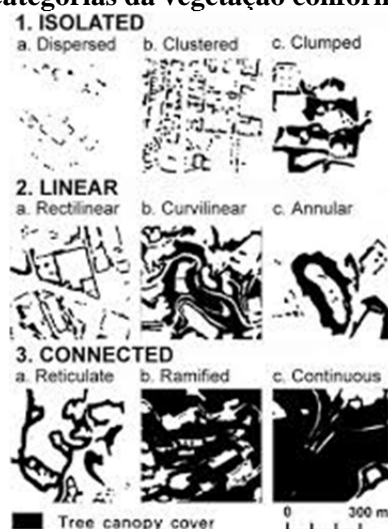 categorias da vegetação conform
1. ISOLATED
a. Dispersed b. Clustered c. Clumped
2. LINEAR
a. Rectilinear b. Curvilinear c. Annular
3. CONNECTED
a. Reticulate b. Ramified c. Continuous
Tree canopy cover 0 300 m